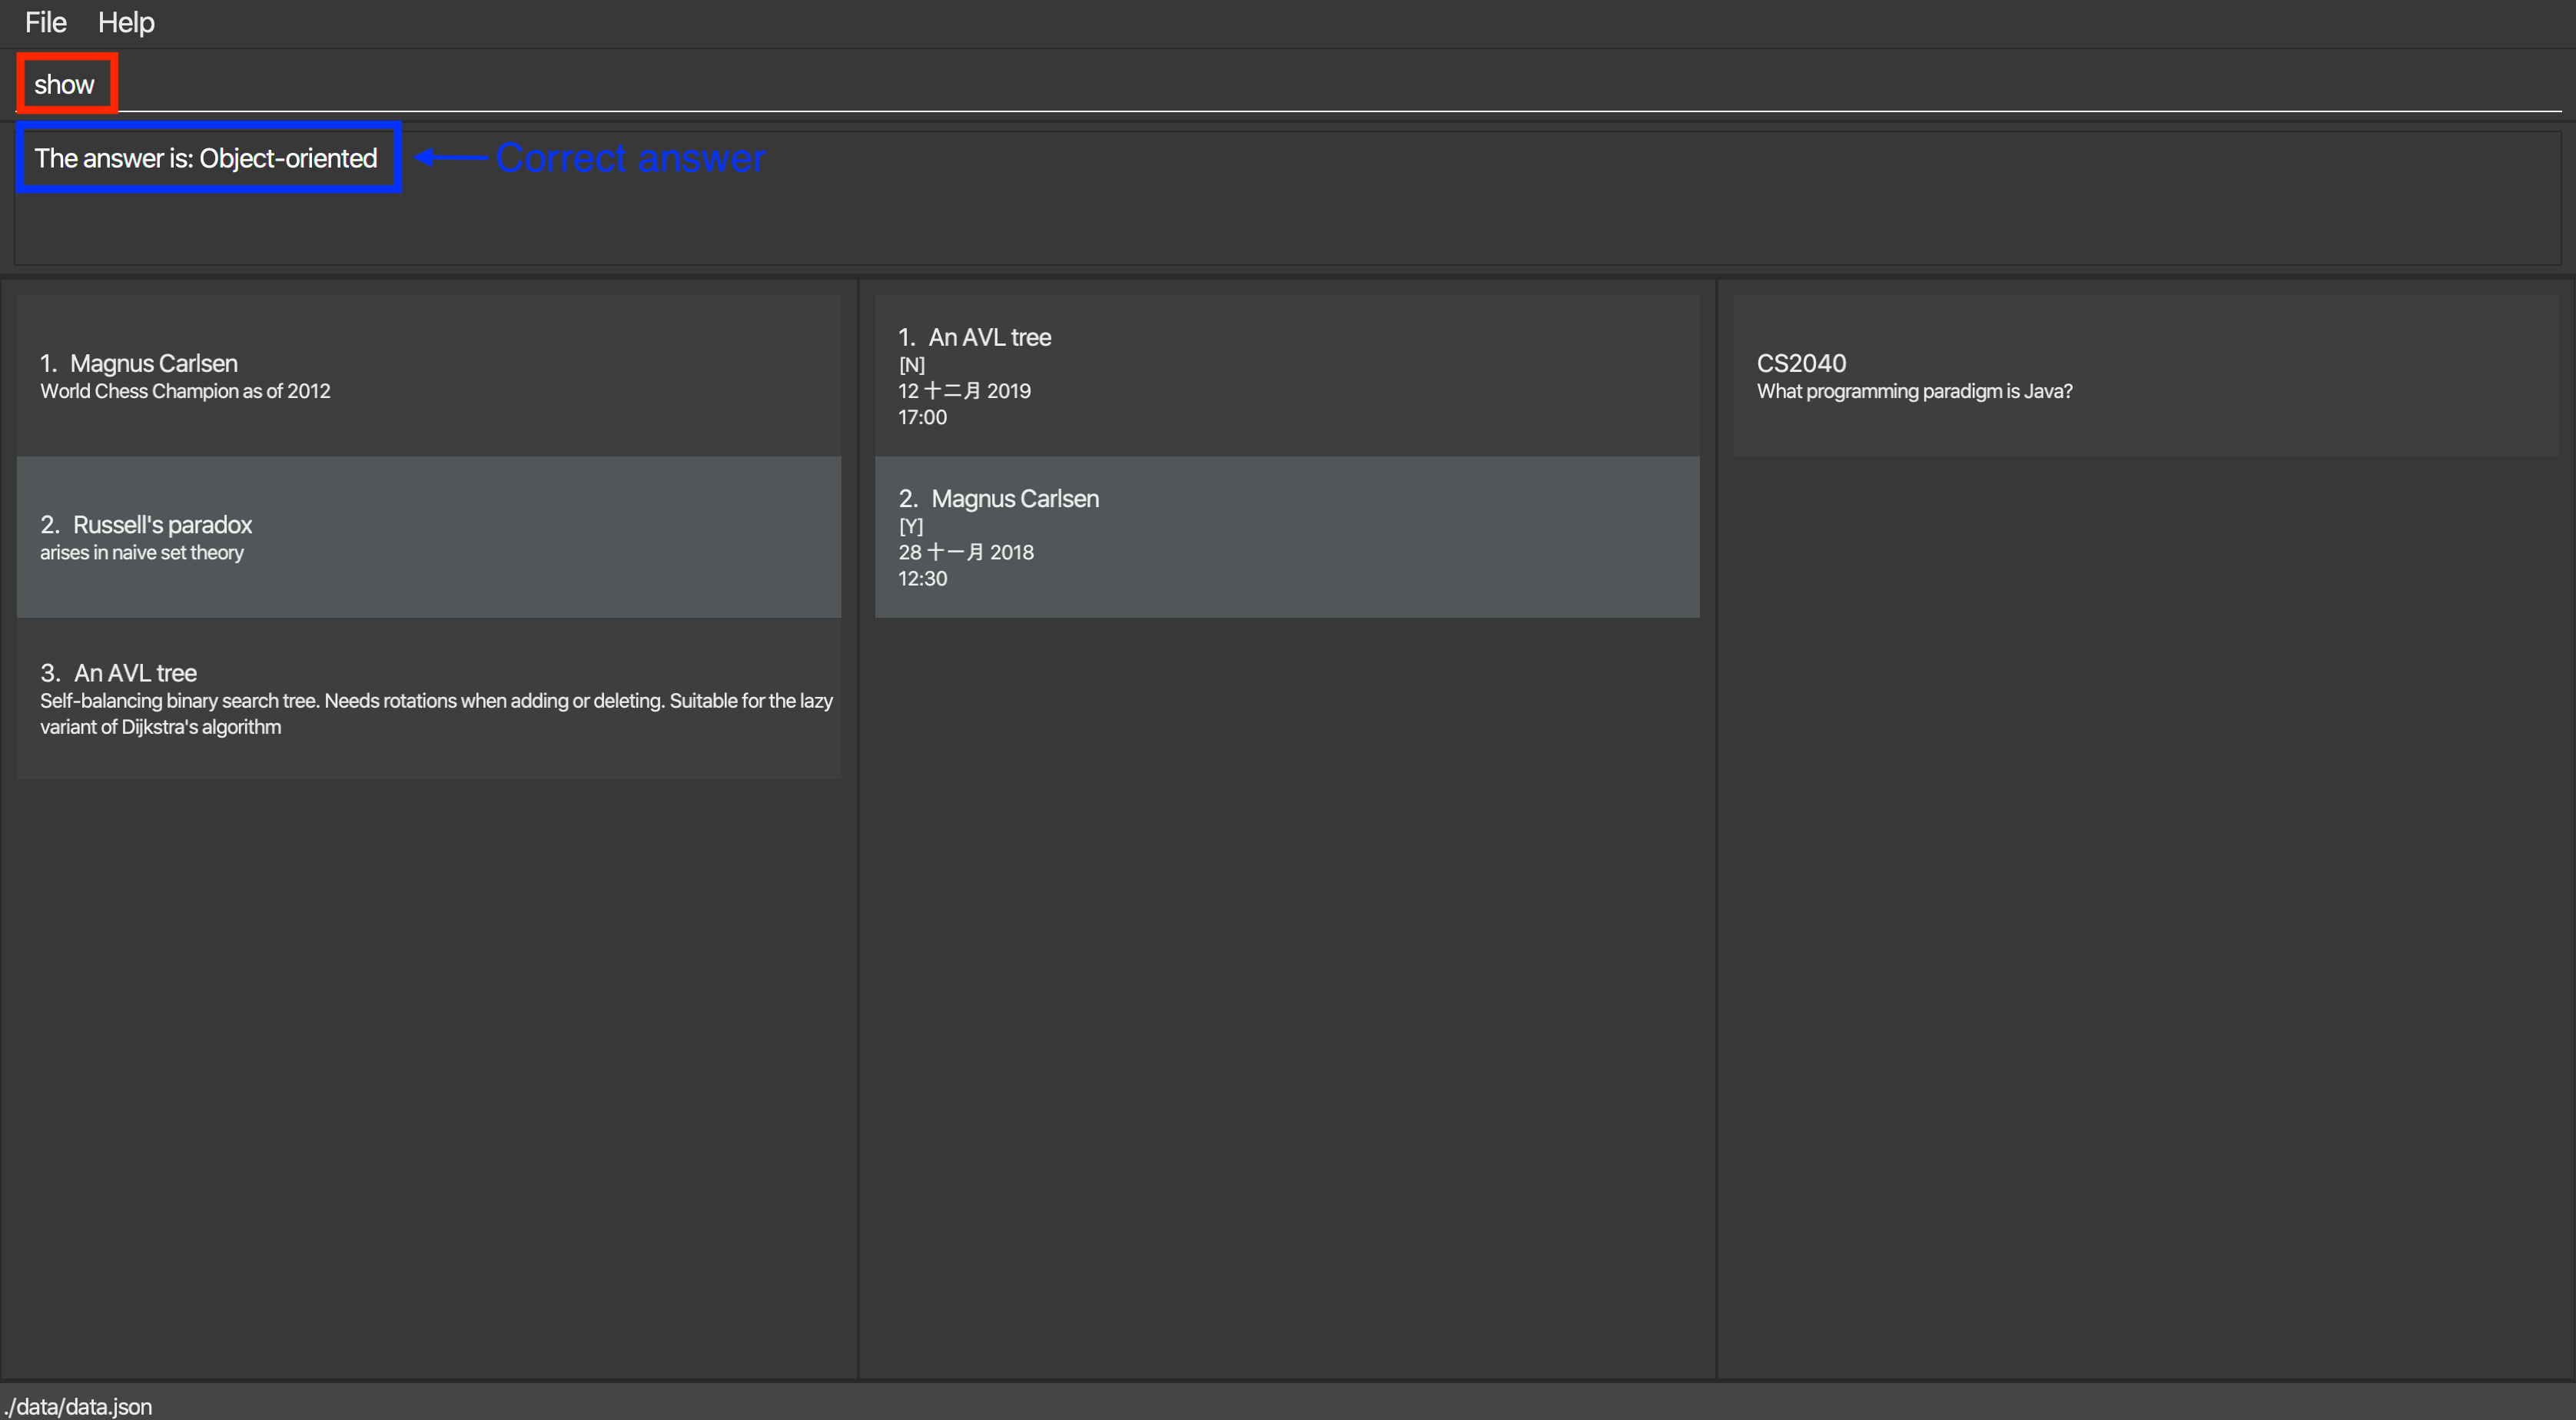 File Help
show
The answer is: Object-oriented
Correct answer
1. Magnus Carlsen
World Chess Champion as of 2012
2. Russell's paradox
arises in naive set theory
3. An AVL tree
Self-balancing binary search tree. Needs rotations when adding or deleting. Suitable for the lazy
variant of Dijkstra's algorithm
1. An AVL tree
[N]
12 十二月 2019
17:00
2. Magnus Carlsen
[Y]
28 十一月 2018
12:30
CS2040
What programming paradigm is Java?
./data/data.json